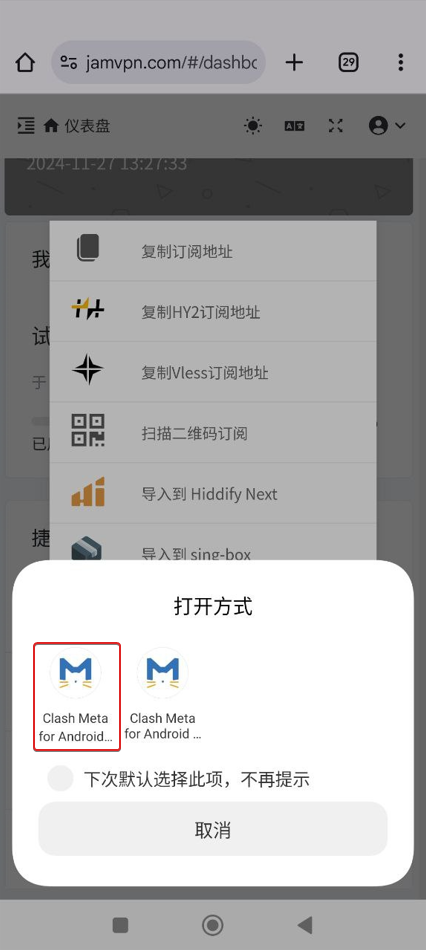 jamvpn.com/#/dashbo
29
仪表盘
2024-11-27 13:27:33
我
复制订阅地址
复制HY2订阅地址
试
复制Vless订阅地址
于
扫描二维码订阅
已
导入到 Hiddify Next
捷
导入到 sing-box
打开方式
Clash Meta
for Android...
Clash Meta
for Android ...
下次默认选择此项，不再提示
取消